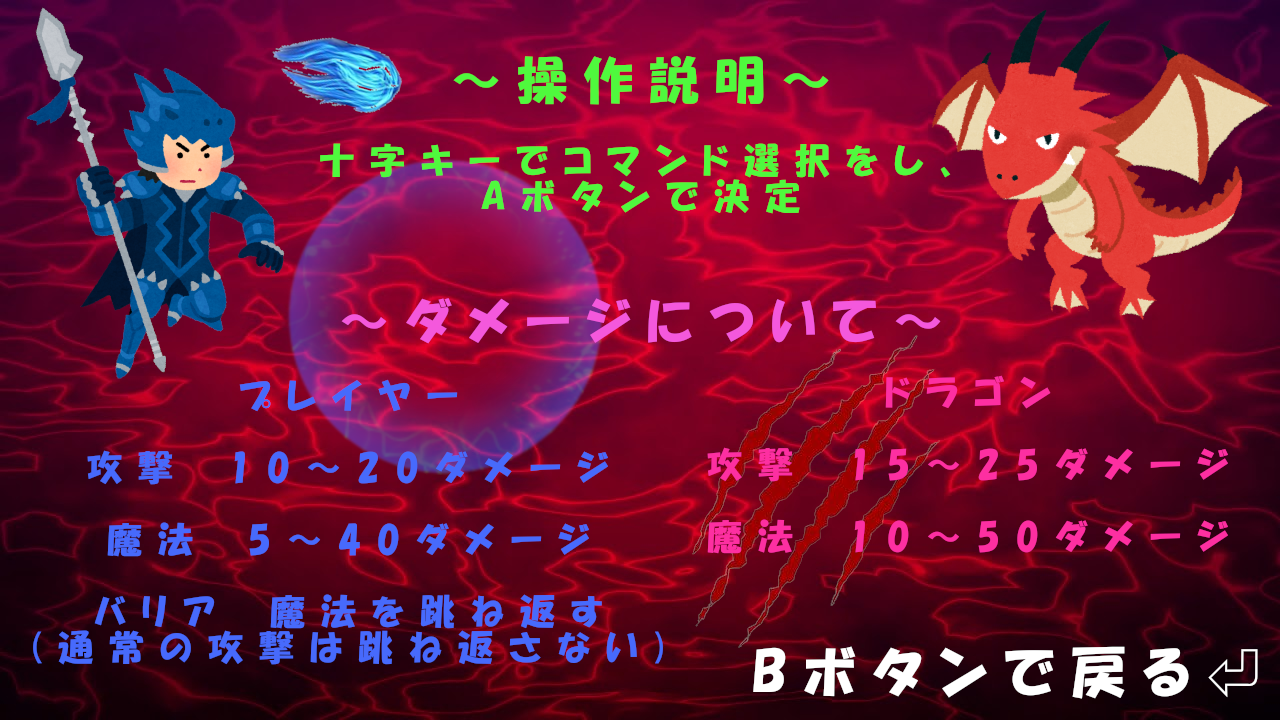 ～操作説明～
十字キーでコマンド選択をし、
Aボタンで決定
～ダメージについて～
プレイヤー
ドラゴン
攻撃　10～20ダメージ
攻撃　15～25ダメージ
魔法　5～40ダメージ
魔法　10～50ダメージ
バリア　魔法を跳ね返す
（通常の攻撃は跳ね返さない）
Bボタンで戻る⏎